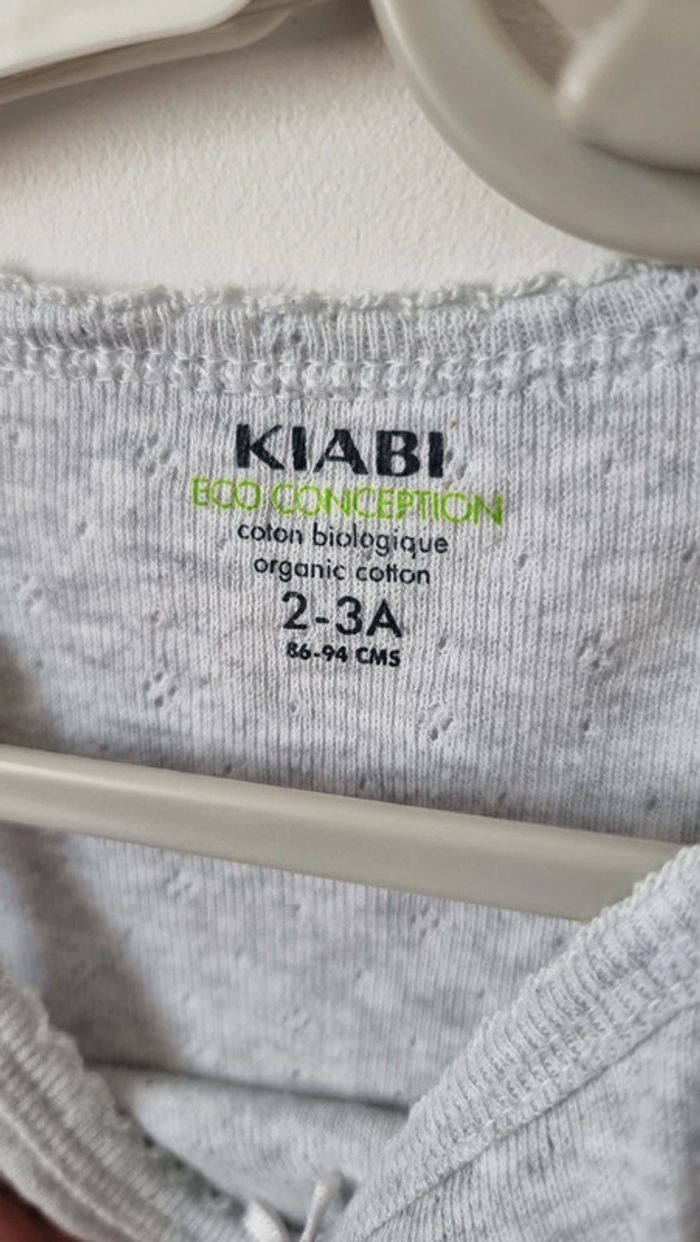 KIABI
ECO CONCEPTION
coton biologique
organic cotton
2-3A
86-94 CMS